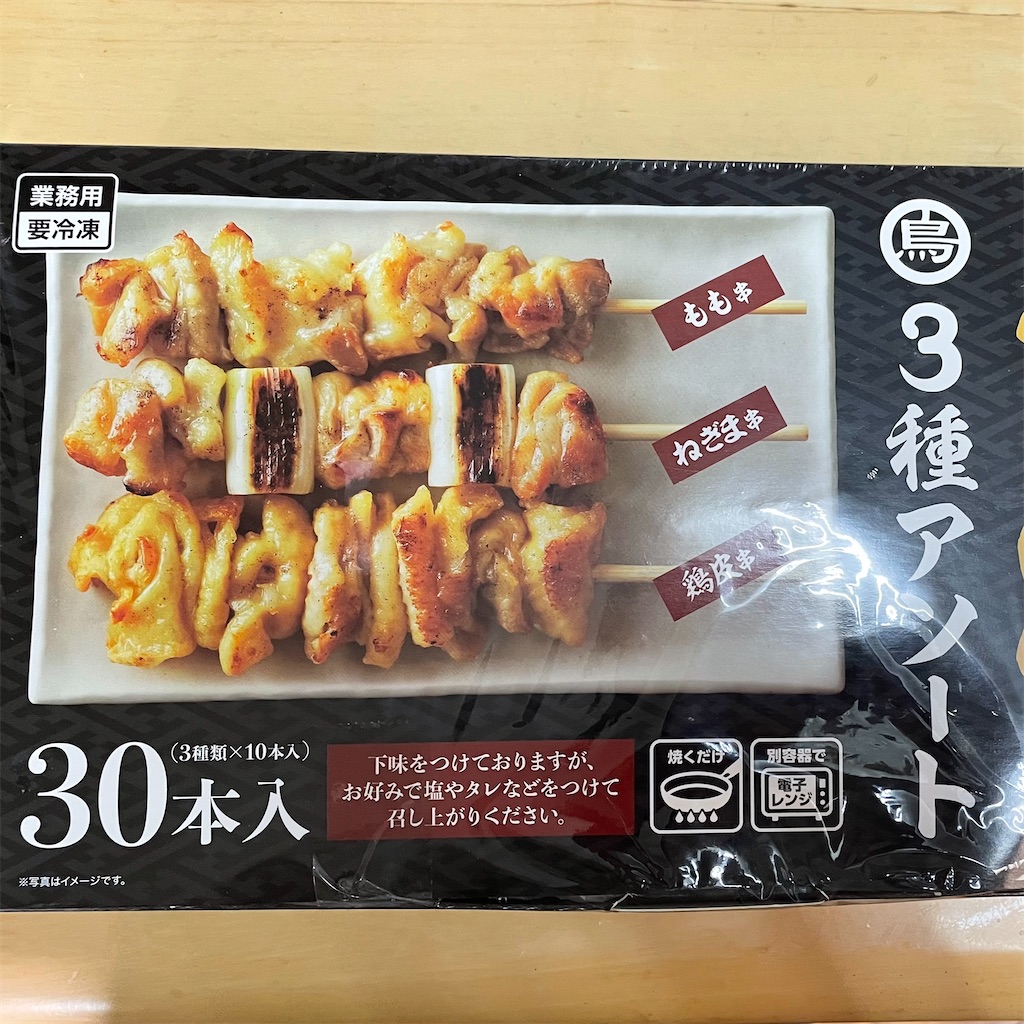 業務用
要冷凍
鳥
3種アソート
もも串
ねぎま串
鶏皮串
30本入
(3種類×10本入)
下味をつけておりますが、
お好みで塩やタレなどをつけて
召し上がりください。
焼くだけ
別容器で
電子
レンジ
※写真はイメージです。